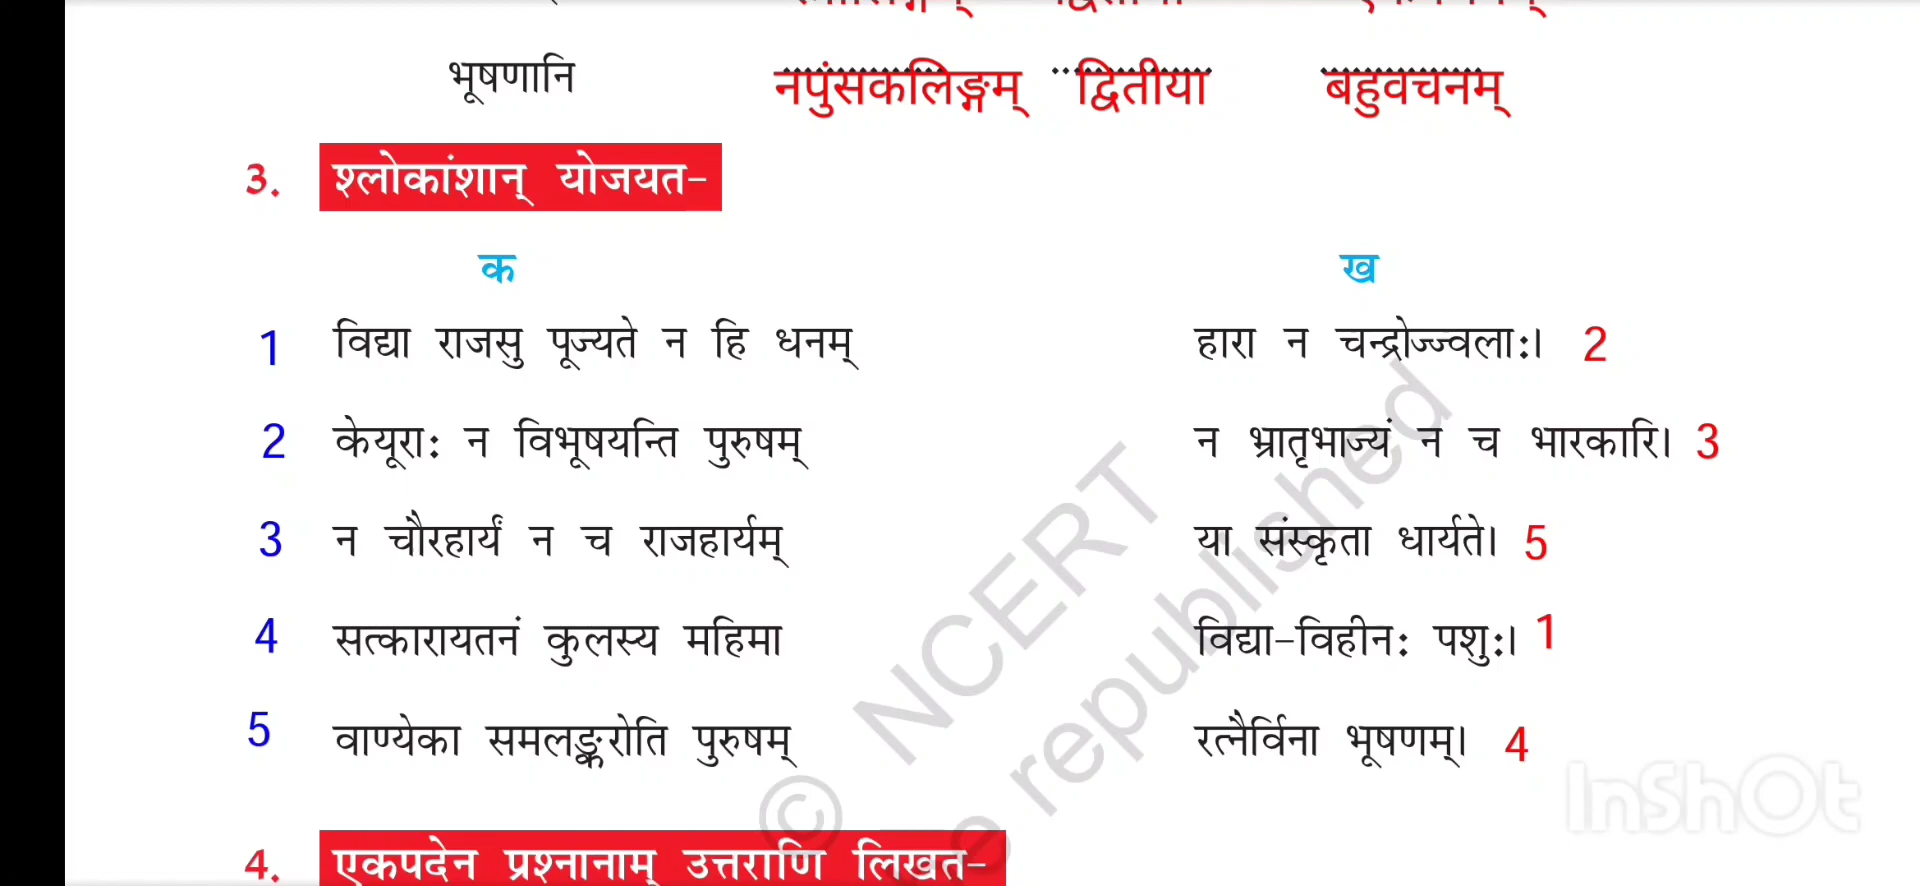 भूषणानि नपुंसकलिङ्गम् द्वितीया बहुवचनम्
3. श्लोकांशान् योजयत-
क ख
1 विद्या राजसु पूज्यते न हि धनम् हारा न चन्द्रोज्ज्वलाः। 2
2 केयूराः न विभूषयन्ति पुरुषम् न भ्रातृभाज्यं न च भारकारि। 3
3 न चौरहार्यं न च राजहार्यम् या संस्कृता धार्यते। 5
4 सत्कारायतनं कुलस्य महिमा विद्या-विहीनः पशुः। 1
5 वाण्येका समलङ्करोति पुरुषम् रत्नैर्विना भूषणम्। 4
© NCERT
republished
InShOt
4. एकपदेन प्रश्नानाम् उत्तराणि लिखत-